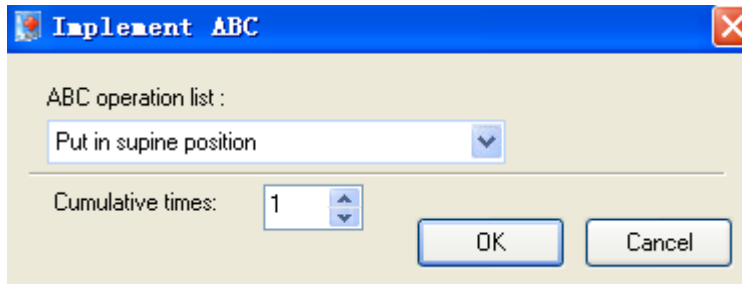 Implement ABC
ABC operation list :
Put in supine position
Cumulative times:
1
OK
Cancel